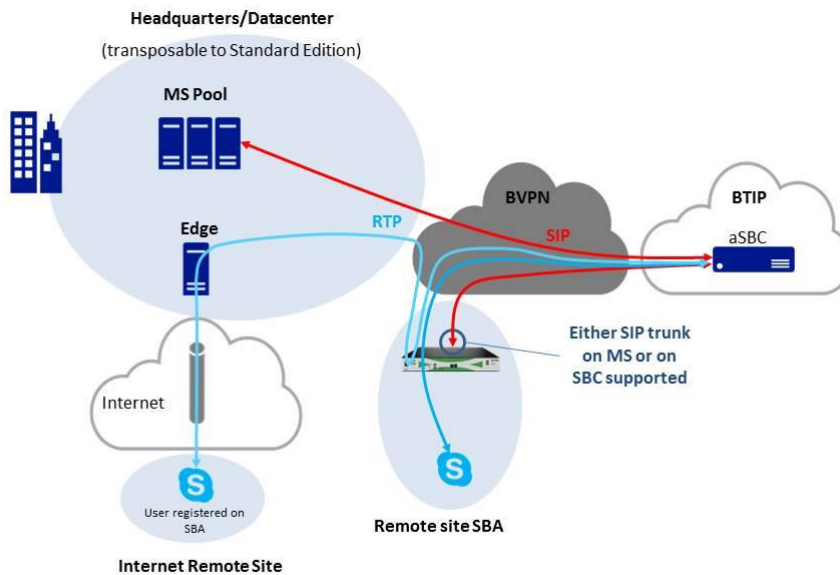 Headquarters/Datacenter
(transposable to Standard Edition)
MS Pool
BVPN
BTIP
RTP
Edge
SIP
aSBC
Either SIP trunk
on MS or on
SBC supported
Internet
S
S
User registered on
SBA
Remote site SBA
Internet Remote Site